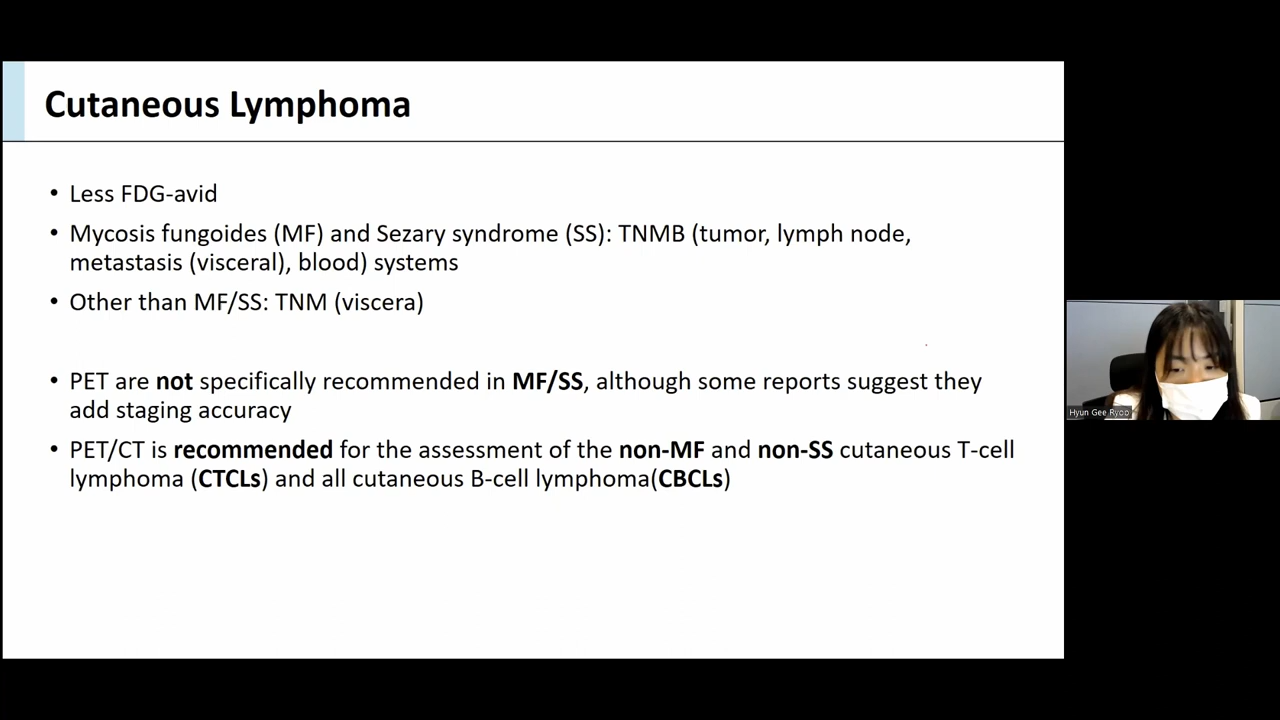 Cutaneous Lymphoma
• Less FDG-avid
• Mycosis fungoides (MF) and Sezary syndrome (SS): TNMB (tumor, lymph node,
metastasis (visceral), blood) systems
• Other than MF/SS: TNM (viscera)
• PET are not specifically recommended in MF/SS, although some reports suggest they
add staging accuracy
• PET/CT is recommended for the assessment of the non-MF and non-SS cutaneous T-cell
lymphoma (CTCLs) and all cutaneous B-cell lymphoma(CBCLs)
Hyun Gee Ryoo